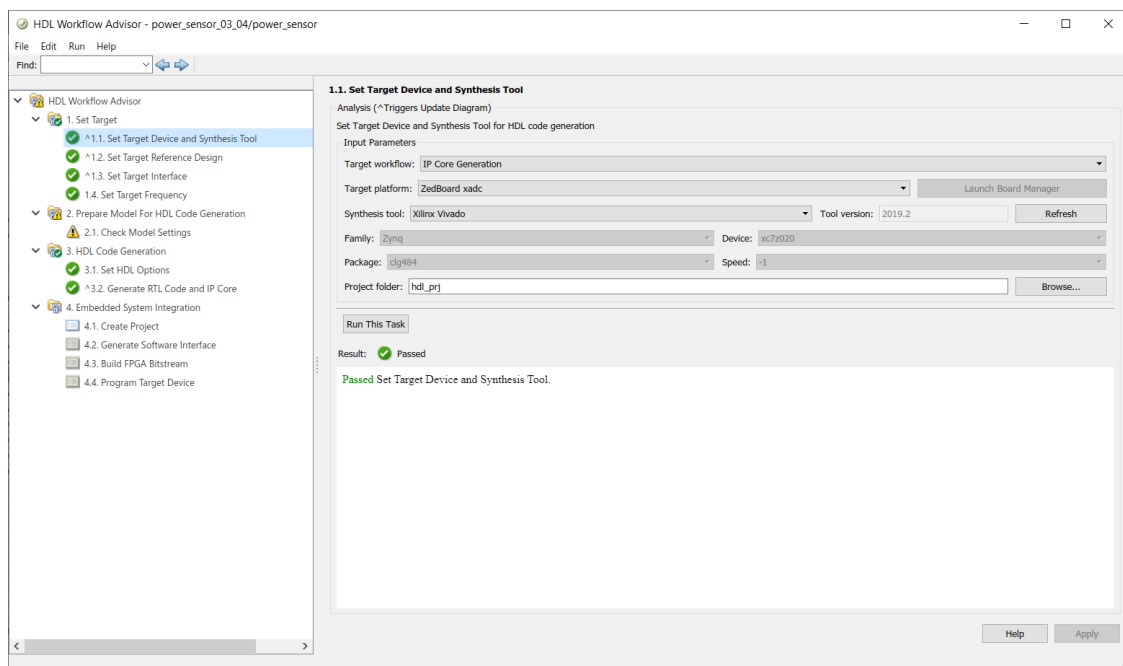 HDL Workflow Advisor - power_sensor_03_04/power_sensor
File Edit Run Help
Find:
HDL Workflow Advisor
1. Set Target
^1.1. Set Target Device and Synthesis Tool
^1.2. Set Target Reference Design
^1.3. Set Target Interface
1.4. Set Target Frequency
2. Prepare Model For HDL Code Generation
2.1. Check Model Settings
3. HDL Code Generation
3.1. Set HDL Options
^3.2. Generate RTL Code and IP Core
4. Embedded System Integration
4.1. Create Project
4.2. Generate Software Interface
4.3. Build FPGA Bitstream
4.4. Program Target Device
1.1. Set Target Device and Synthesis Tool
Analysis (^Triggers Update Diagram)
Set Target Device and Synthesis Tool for HDL code generation
Input Parameters
Target workflow: IP Core Generation
Target platform: ZedBoard xadc Launch Board Manager
Synthesis tool: Xilinx Vivado Tool version: 2019.2 Refresh
Family: Zynq Device: xc7z020
Package: clg484 Speed: -1
Project folder: hdl_prj Browse...
Run This Task
Result: Passed
Passed Set Target Device and Synthesis Tool.
Help Apply